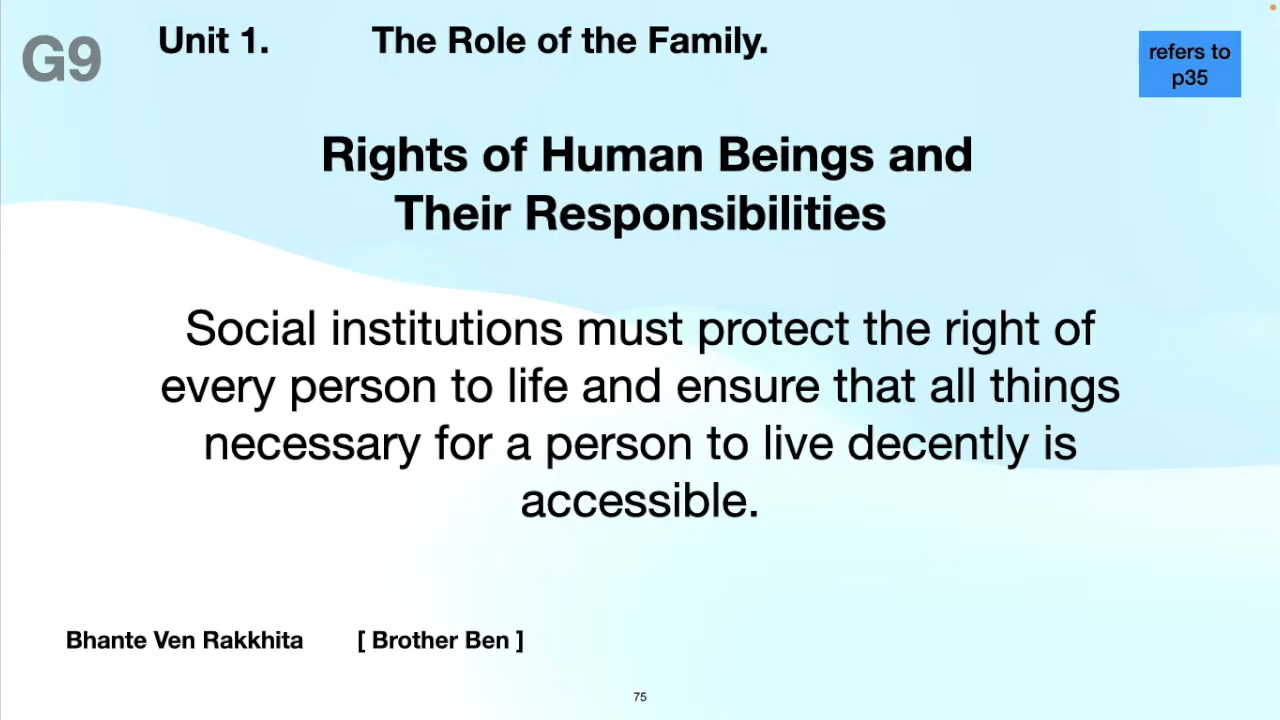 G9
Unit 1. The Role of the Family.
refers to
p35
Rights of Human Beings and
Their Responsibilities
Social institutions must protect the right of
every person to life and ensure that all things
necessary for a person to live decently is
accessible.
Bhante Ven Rakkhita [ Brother Ben ]
75